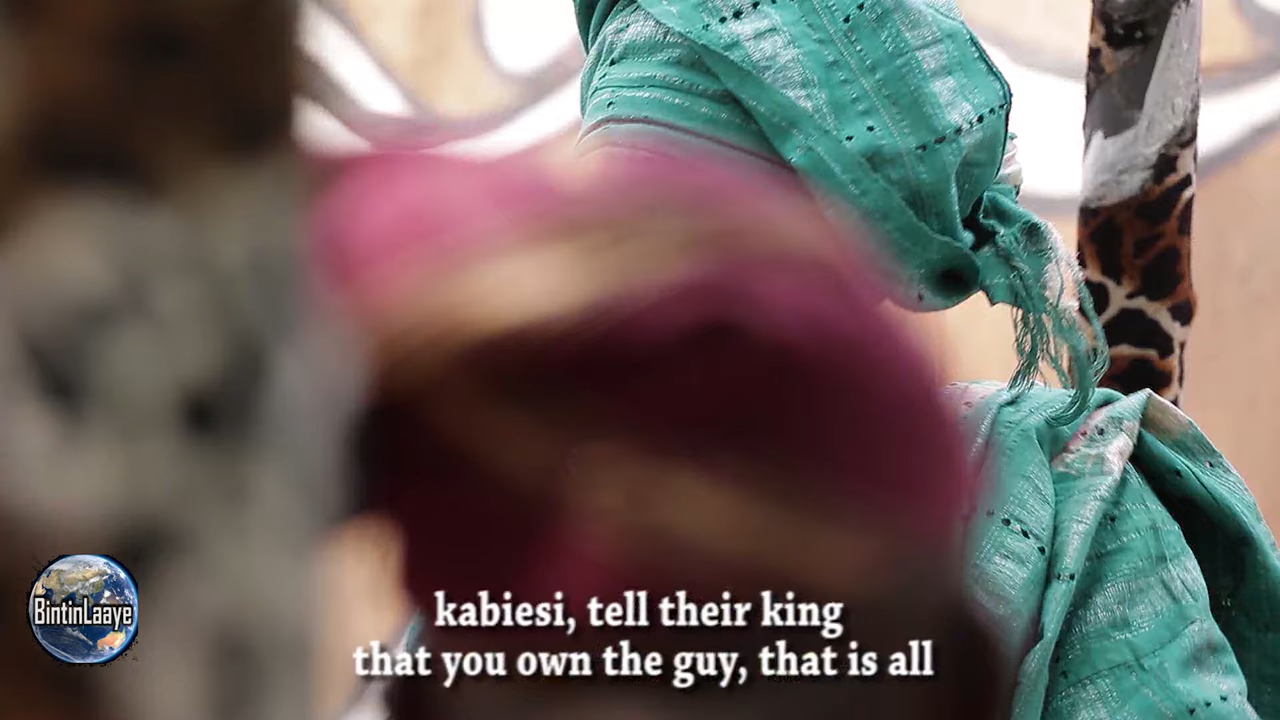 BintinLaaye
kabiesi, tell their king
that you own the guy, that is all